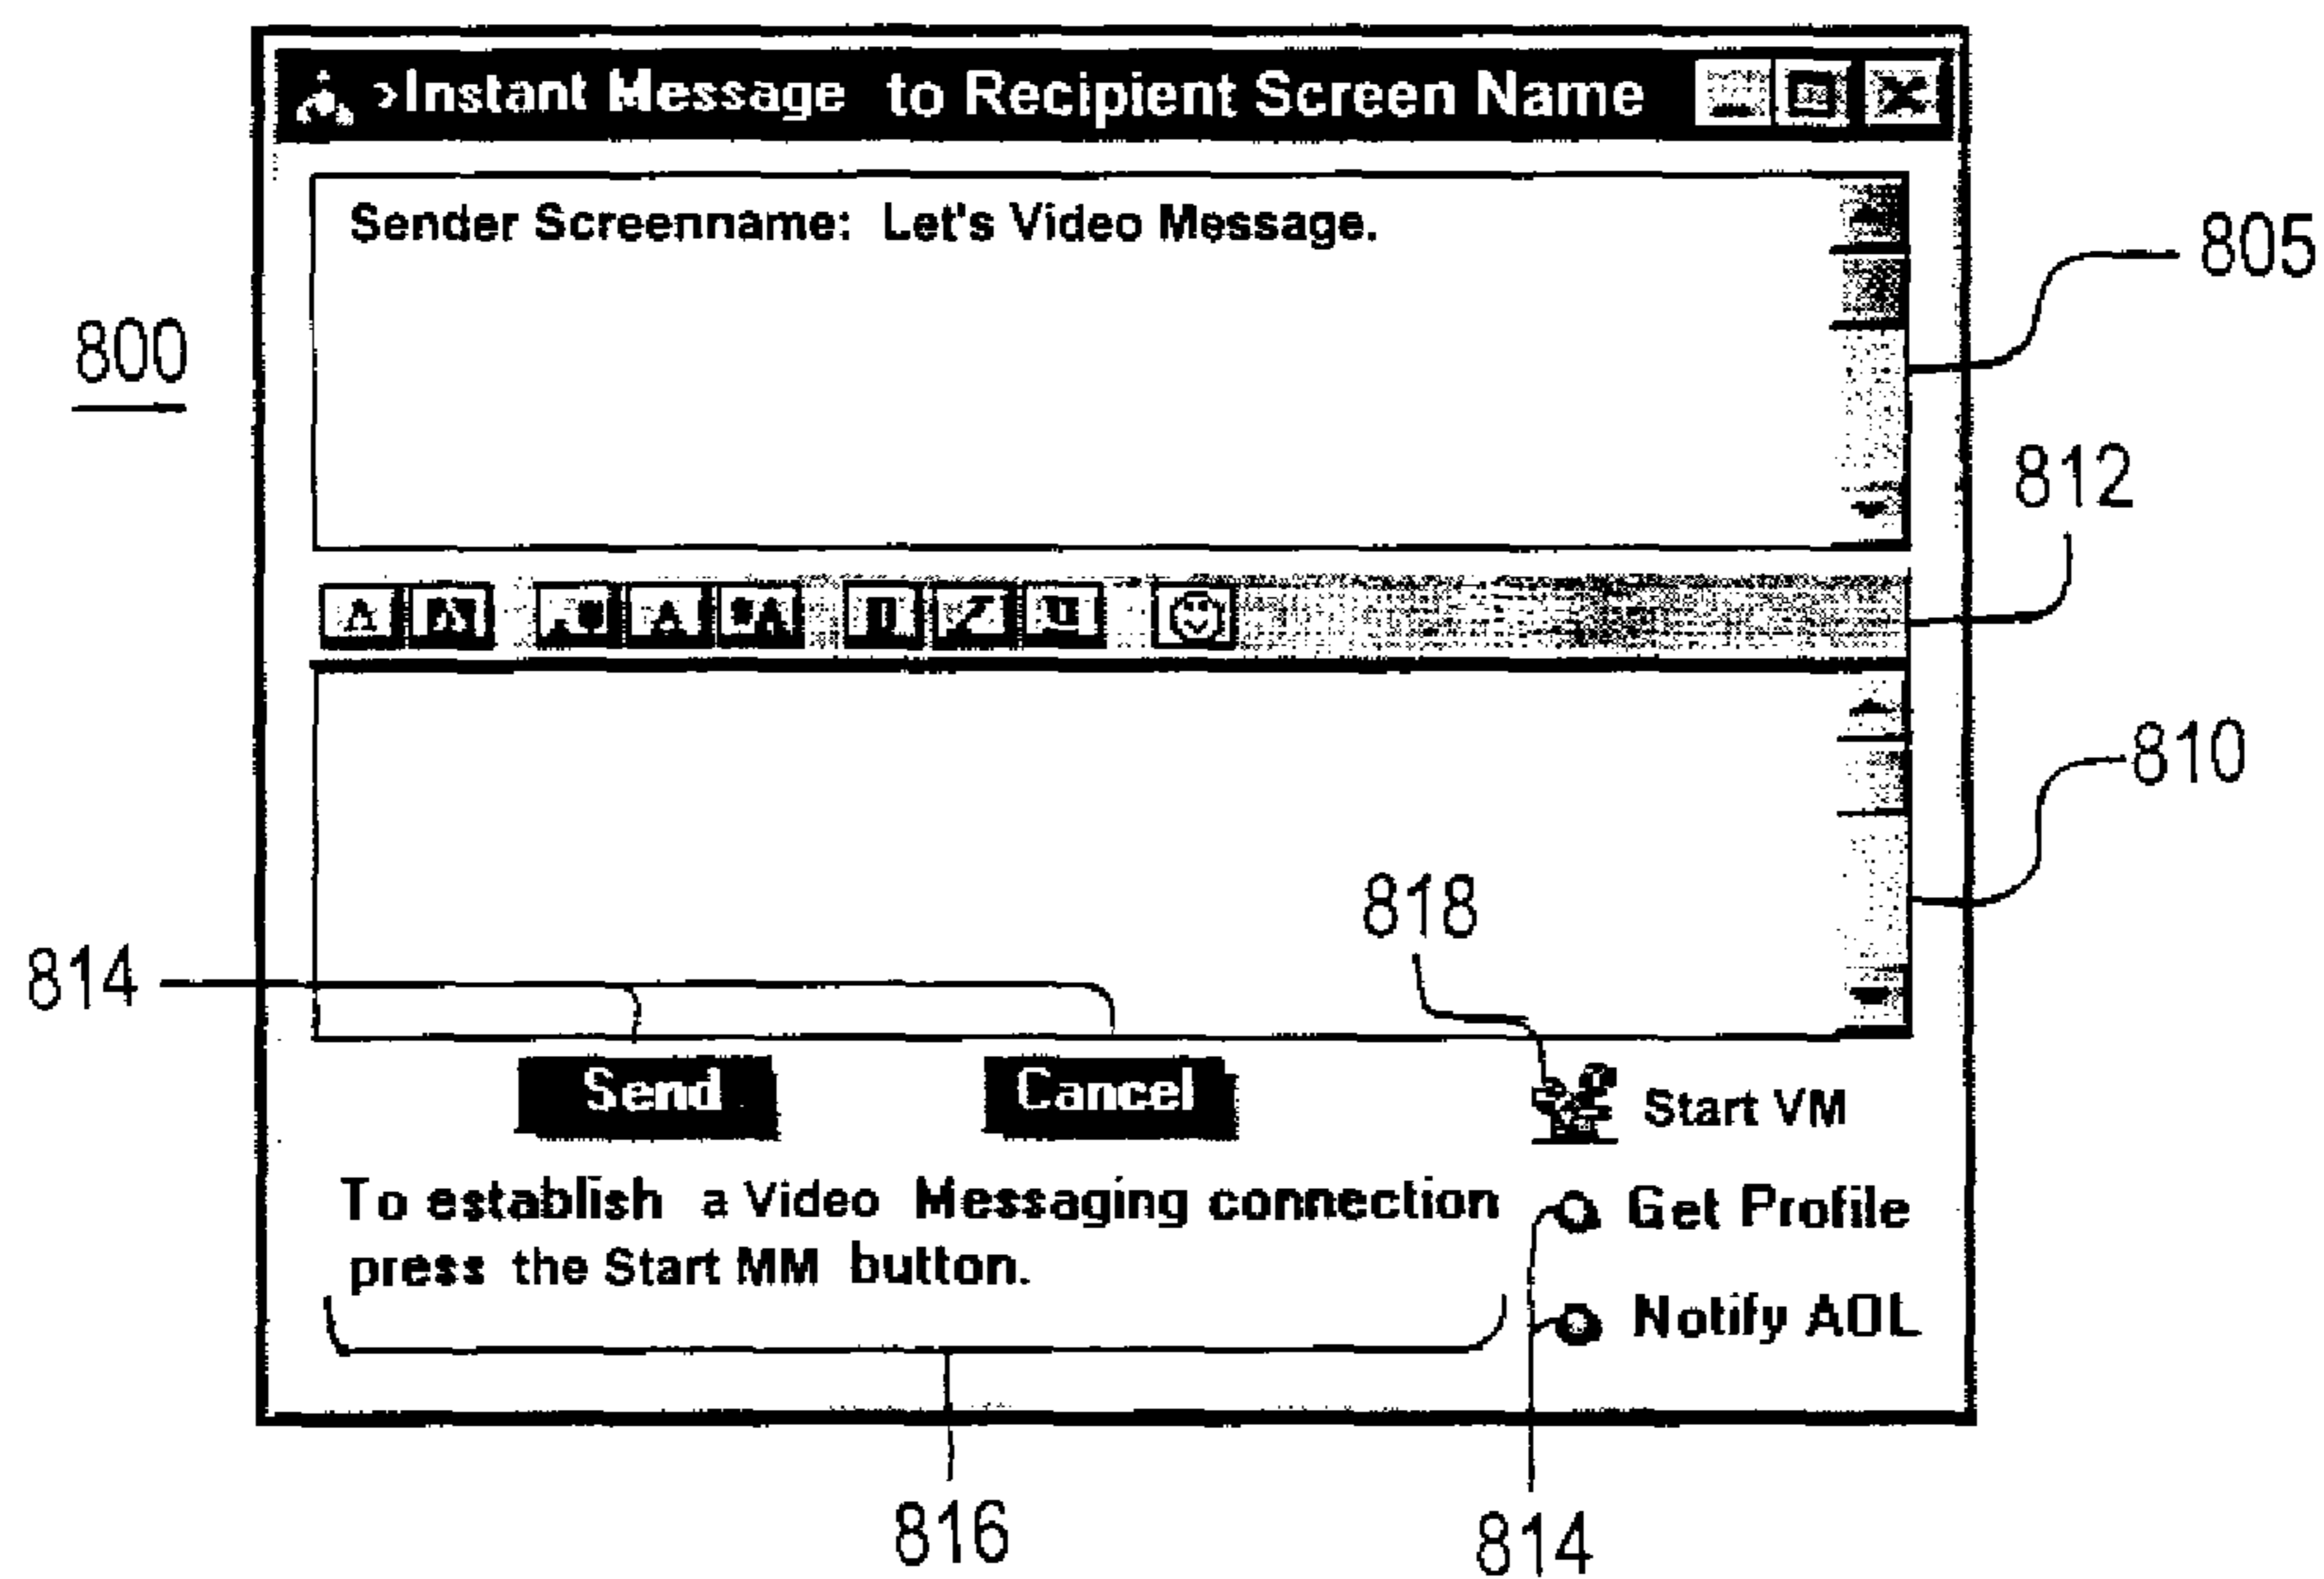 >Instant Message to Recipient Screen Name
Sender Screenname: Let's Video Message.
805
800
812
810
818
814
Send
Cancel
Start VM
To establish a Video Messaging connection
press the Start MM button.
Get Profile
Notify AOL
816
814